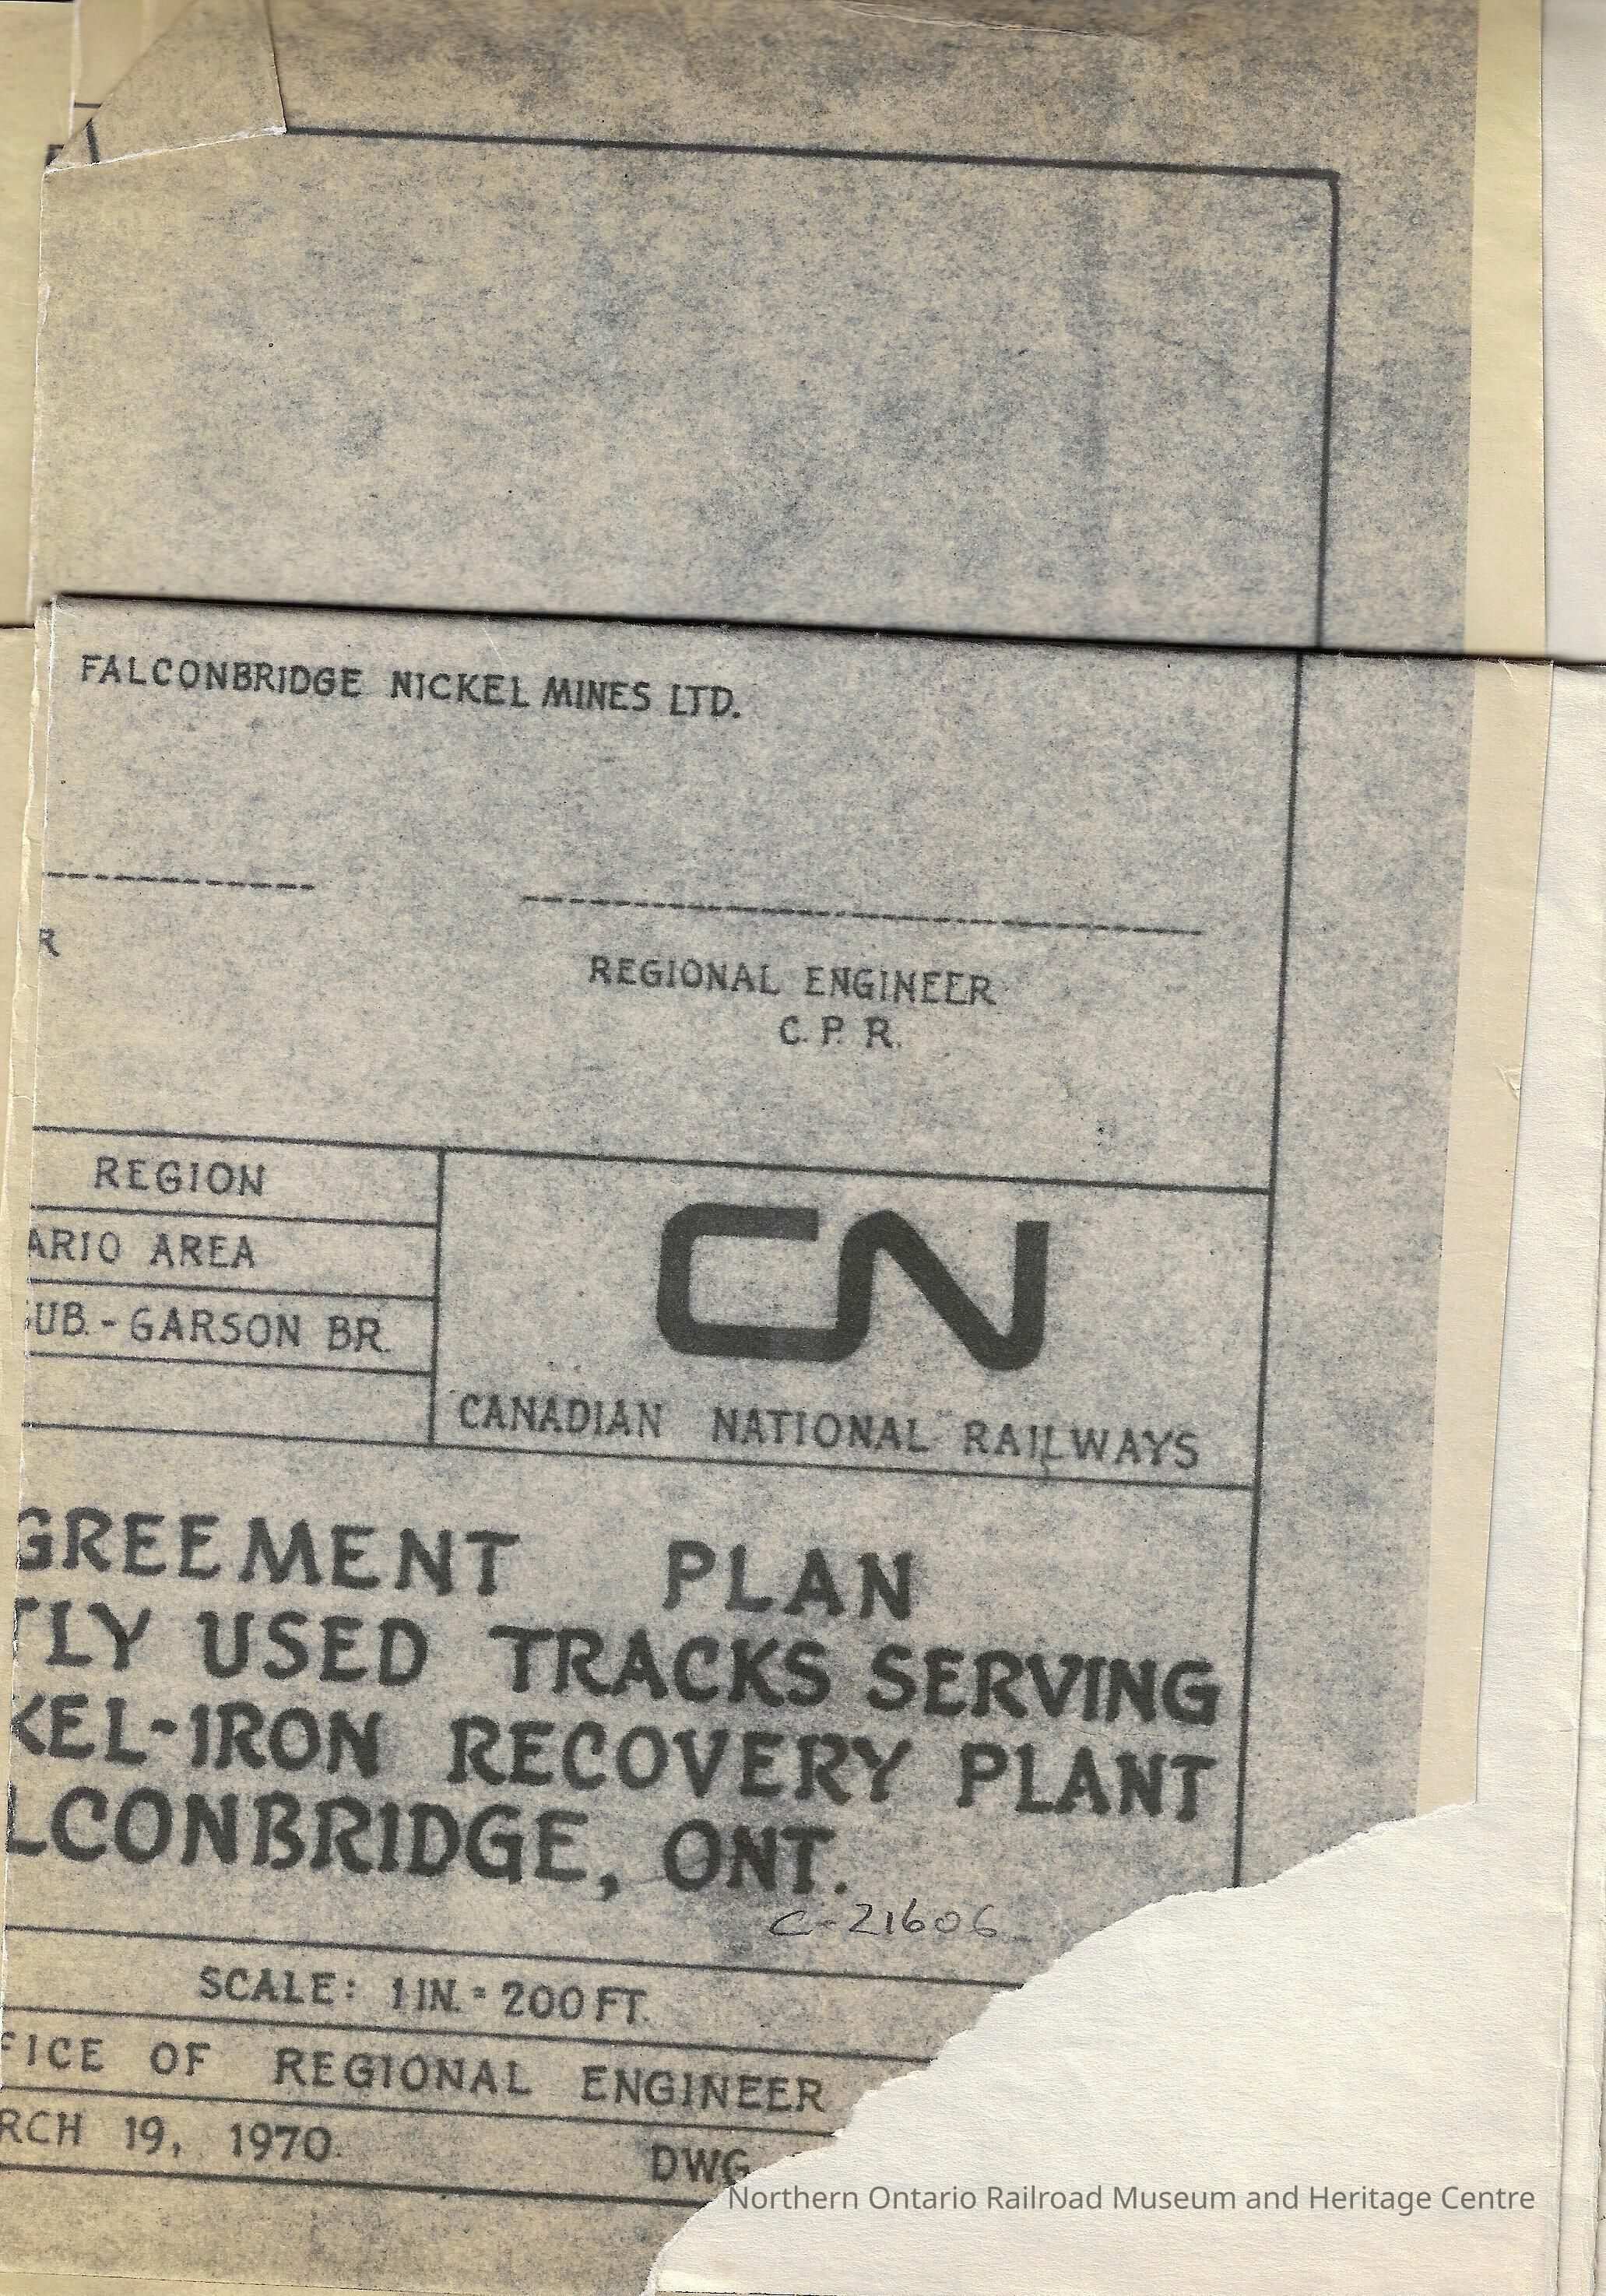 FALCONBRIDGE NICKEL MINES LTD.
R
REGIONAL ENGINEER
C. P. R.
REGION
ARIO AREA
UB. - GARSON BR.
CN
CANADIAN NATIONAL RAILWAYS
GREEMENT PLAN
TLY USED TRACKS SERVING
KEL-IRON RECOVERY PLANT
LCONBRIDGE, ONT.
C-21606
SCALE: 1 IN. = 200 FT.
FICE OF REGIONAL ENGINEER
RCH 19, 1970
DWG
Northern Ontario Railroad Museum and Heritage Centre